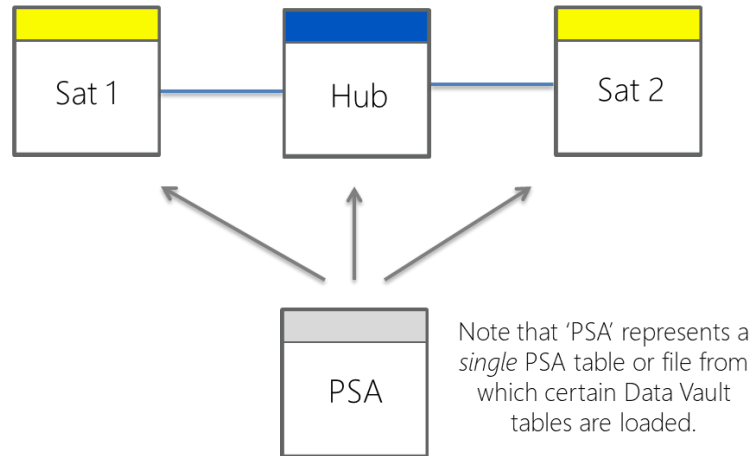 Sat 1
Hub
Sat 2
PSA
Note that ‘PSA’ represents a
single PSA table or file from
which certain Data Vault
tables are loaded.